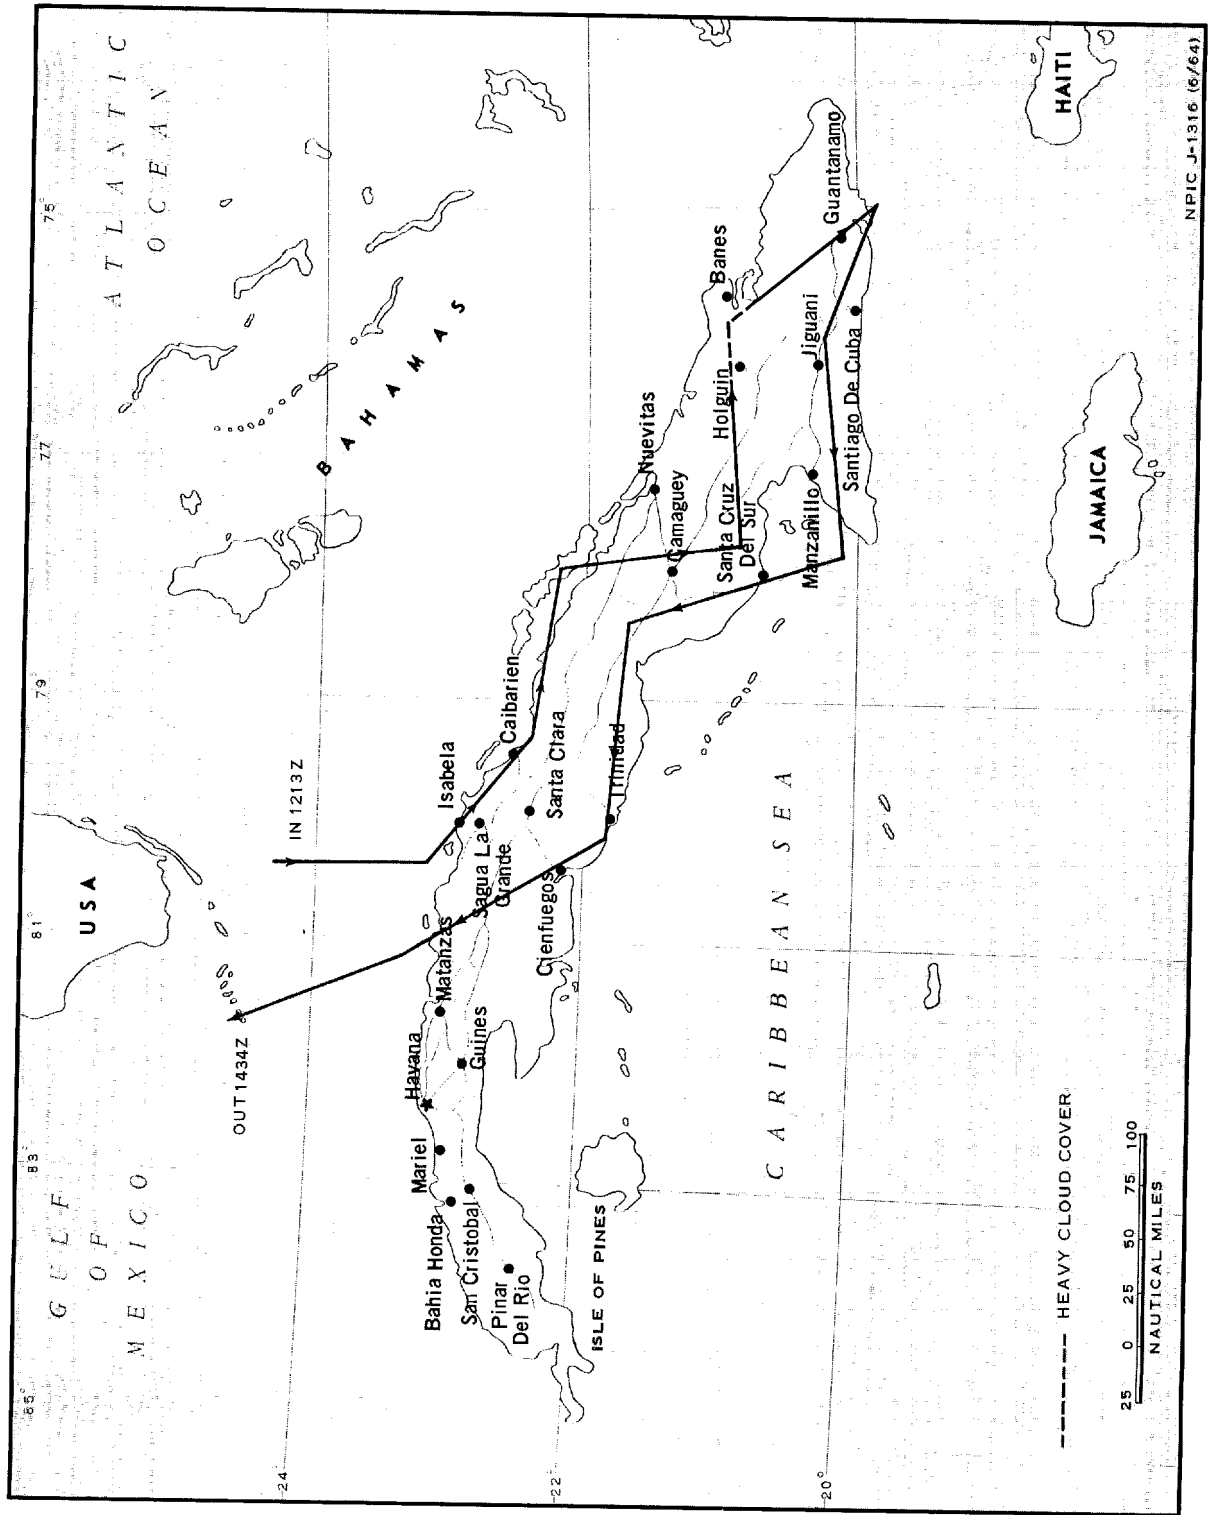 ATLANTIC
OCEAN
GULF
OF
MEXICO
USA
BAHAMAS
HAITI
JAMAICA
CARIBBEAN SEA
85°
83°
81°
79°
77
75°
24
22°
20°
IN 1213Z
OUT 1434Z
Isabela
Caibarien
Sagua La
Grande
Santa Clara
Trinidad
Cienfuegos
Matanzas
Guines
Havana
Mariel
Bahia Honda
San Cristobal
Pinar
Del Rio
ISLE OF PINES
Nuevitas
Camaguey
Santa Cruz
Del Sur
Holguin
Banes
Guantanamo
Jiguani
Santiago De Cuba
Manzanillo
HEAVY CLOUD COVER
25 0 25 50 75 100
NAUTICAL MILES
NPIC J-1316 (6/64)